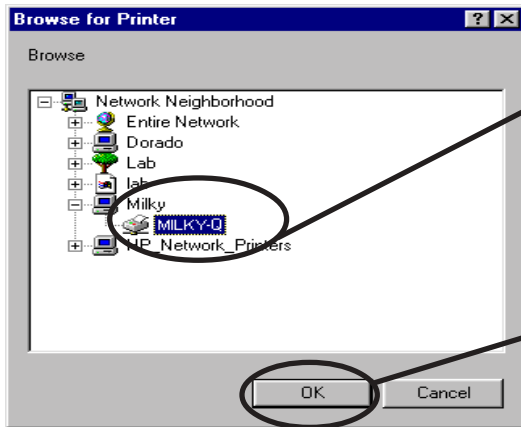 Browse for Printer
Browse
Network Neighborhood
Entire Network
Dorado
Lab
lab
Milky
MILKY-Q
HP_Network_Printers
OK
Cancel